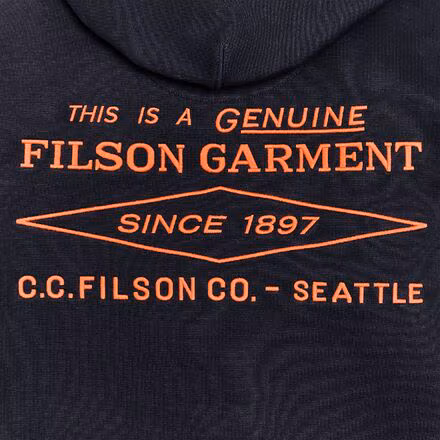 THIS IS A GENUINE
FILSON GARMENT
SINCE 1897
C.C.FILSON CO. - SEATTLE